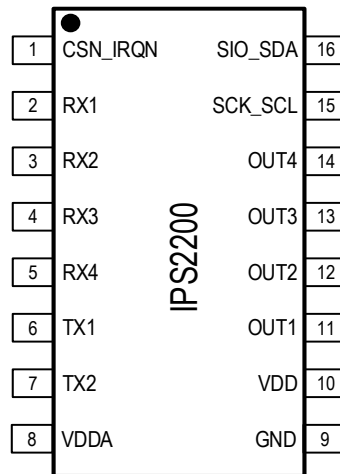 1 CSN_IRQN SIO_SDA 16
2 RX1 SCK_SCL 15
3 RX2 OUT4 14
4 RX3 OUT3 13
5 RX4 OUT2 12
6 TX1 OUT1 11
7 TX2 VDD 10
8 VDDA GND 9
IPS2200